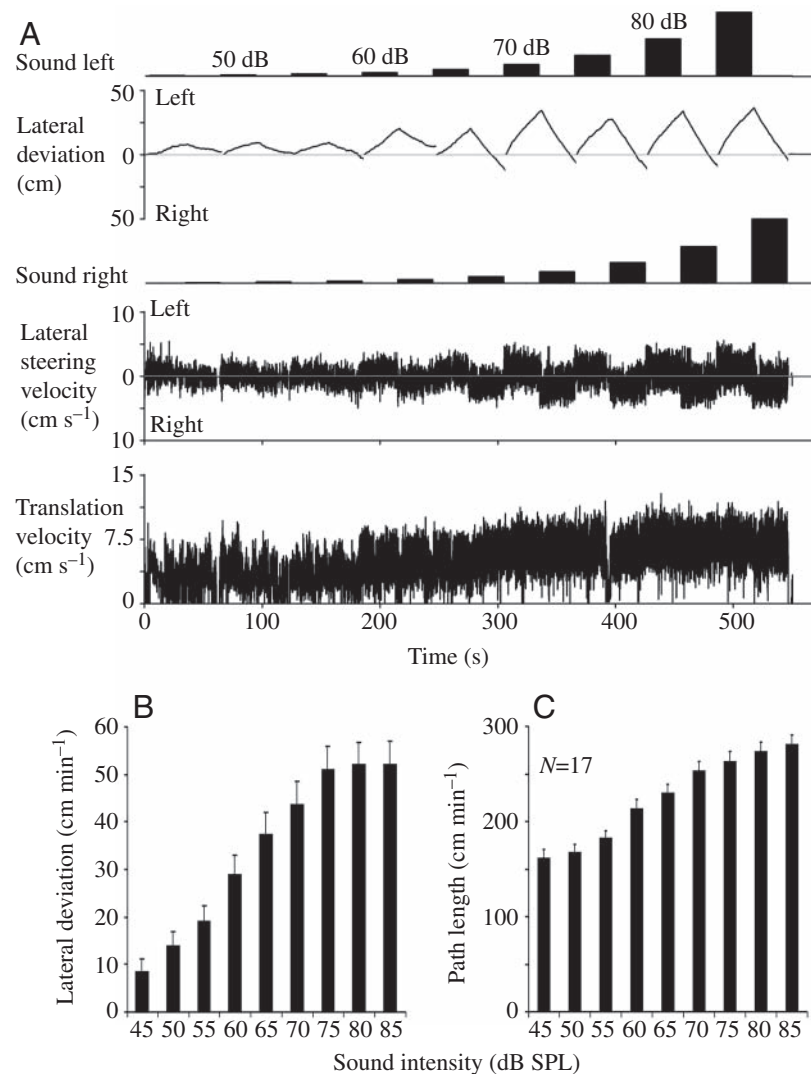 A
50 dB
60 dB
70 dB
80 dB
Sound left
50
Left
Lateral
deviation
(cm)
0
50
Right
Sound right
10
Left
Lateral
steering
velocity
(cm s–1)
0
10
Right
15
Translation
velocity
(cm s–1)
7.5
0
0 100 200 300 400 500
Time (s)
B
Lateral deviation (cm min–1)
60
50
40
30
20
10
0
45 50 55 60 65 70 75 80 85
C
Path length (cm min–1)
300
N=17
200
100
0
45 50 55 60 65 70 75 80 85
Sound intensity (dB SPL)